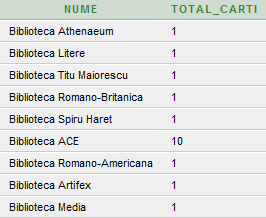 NUME TOTAL_CARTI
Biblioteca Athenaeum 1
Biblioteca Litere 1
Biblioteca Titu Maiorescu 1
Biblioteca Romano-Britanica 1
Biblioteca Spiru Haret 1
Biblioteca ACE 10
Biblioteca Romano-Americana 1
Biblioteca Artifex 1
Biblioteca Media 1